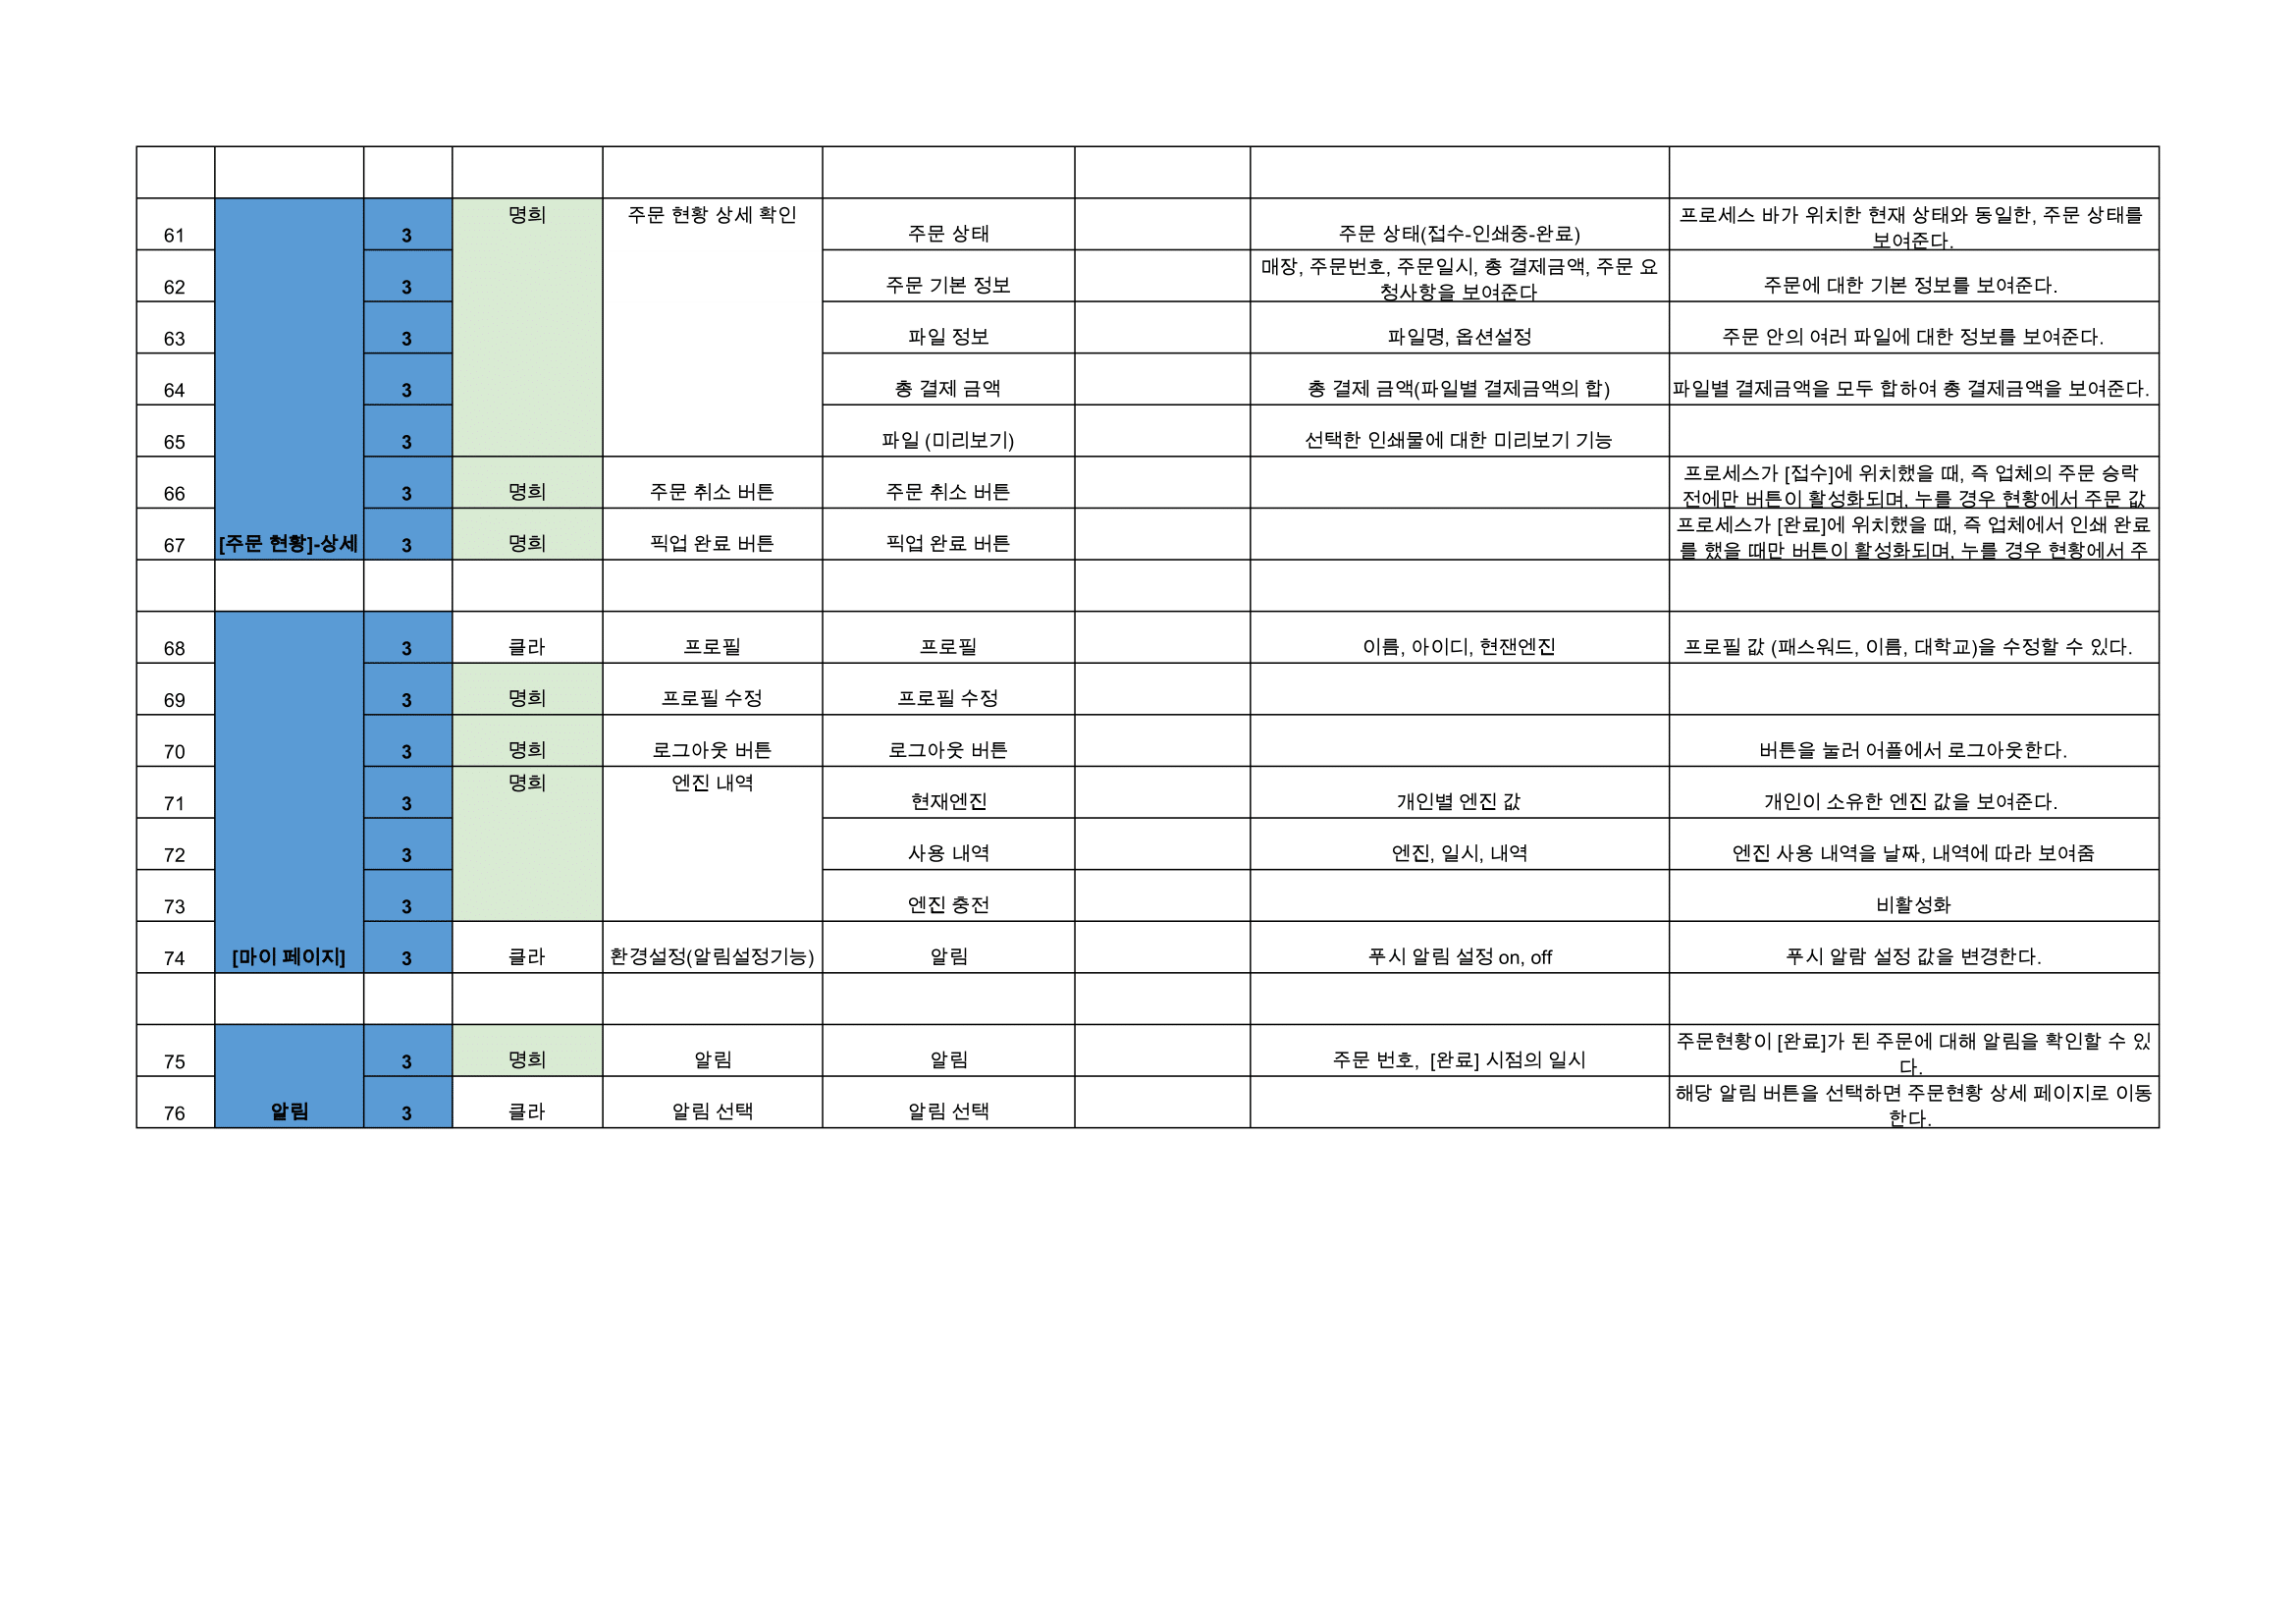 61 3 명희 주문 현황 상세 확인 주문 상태 주문 상태(접수-인쇄중-완료) 프로세스 바가 위치한 현재 상태와 동일한, 주문 상태를
보여준다.
62 3 주문 기본 정보 매장, 주문번호, 주문일시, 총 결제금액, 주문 요
청사항을 보여준다 주문에 대한 기본 정보를 보여준다.
63 3 파일 정보 파일명, 옵션설정 주문 안의 여러 파일에 대한 정보를 보여준다.
64 3 총 결제 금액 총 결제 금액(파일별 결제금액의 합) 파일별 결제금액을 모두 합하여 총 결제금액을 보여준다.
65 3 파일 (미리보기) 선택한 인쇄물에 대한 미리보기 기능
66 3 명희 주문 취소 버튼 주문 취소 버튼 프로세스가 [접수]에 위치했을 때, 즉 업체의 주문 승락
전에만 버튼이 활성화되며, 누를 경우 현황에서 주문 값
67 [주문 현황]-상세 3 명희 픽업 완료 버튼 픽업 완료 버튼 프로세스가 [완료]에 위치했을 때, 즉 업체에서 인쇄 완료
를 했을 때만 버튼이 활성화되며, 누를 경우 현황에서 주
68 3 클라 프로필 프로필 이름, 아이디, 현잰엔진 프로필 값 (패스워드, 이름, 대학교)을 수정할 수 있다.
69 3 명희 프로필 수정 프로필 수정
70 3 명희 로그아웃 버튼 로그아웃 버튼 버튼을 눌러 어플에서 로그아웃한다.
71 3 명희 엔진 내역 현재엔진 개인별 엔진 값 개인이 소유한 엔진 값을 보여준다.
72 3 사용 내역 엔진, 일시, 내역 엔진 사용 내역을 날짜, 내역에 따라 보여줌
73 3 엔진 충전 비활성화
74 [마이 페이지] 3 클라 환경설정(알림설정기능) 알림 푸시 알림 설정 on, off 푸시 알람 설정 값을 변경한다.
75 3 명희 알림 알림 주문 번호, [완료] 시점의 일시 주문현황이 [완료]가 된 주문에 대해 알림을 확인할 수 있
다.
76 알림 3 클라 알림 선택 알림 선택 해당 알림 버튼을 선택하면 주문현황 상세 페이지로 이동
한다.